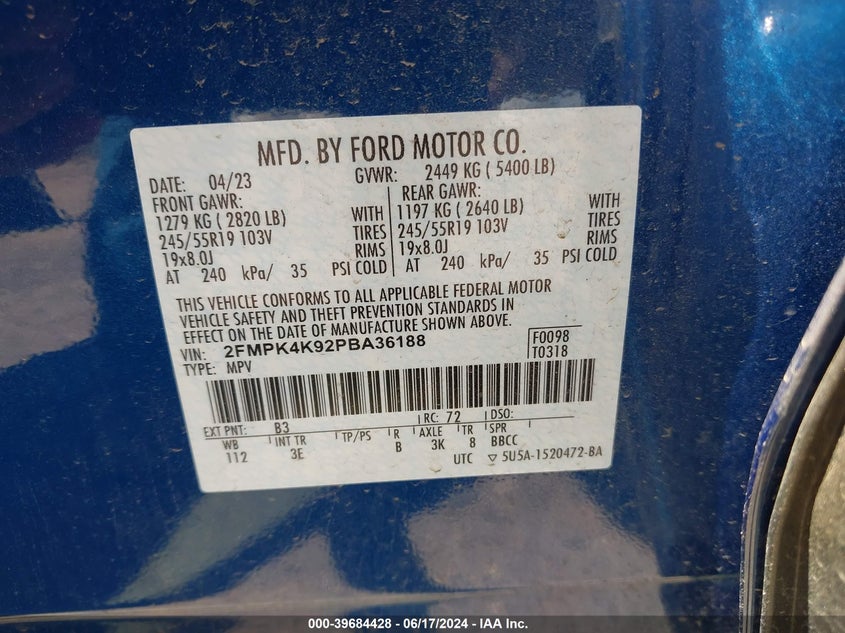 MFD. BY FORD MOTOR CO.
DATE: 04/23 GVWR: 2449 KG ( 5400 LB)
FRONT GAWR: REAR GAWR:
1279 KG ( 2820 LB) WITH 1197 KG ( 2640 LB) WITH
245/55R19 103V TIRES 245/55R19 103V TIRES
19x8.0J RIMS 19x8.0J RIMS
AT 240 kPa/ 35 PSI COLD AT 240 kPa/ 35 PSI COLD
THIS VEHICLE CONFORMS TO ALL APPLICABLE FEDERAL MOTOR
VEHICLE SAFETY AND THEFT PREVENTION STANDARDS IN
EFFECT ON THE DATE OF MANUFACTURE SHOWN ABOVE.
VIN: 2FMPK4K92PBA36188 F0098
TYPE: MPV T0318
EXT PNT: B3 RC: 72 DSO:
WB INT TR TP/PS R AXLE TR SPR
112 3E B 3K 8 BBCC
UTC ▽ 5U5A-1520472-BA
000-39684428 - 06/17/2024 - IAA Inc.